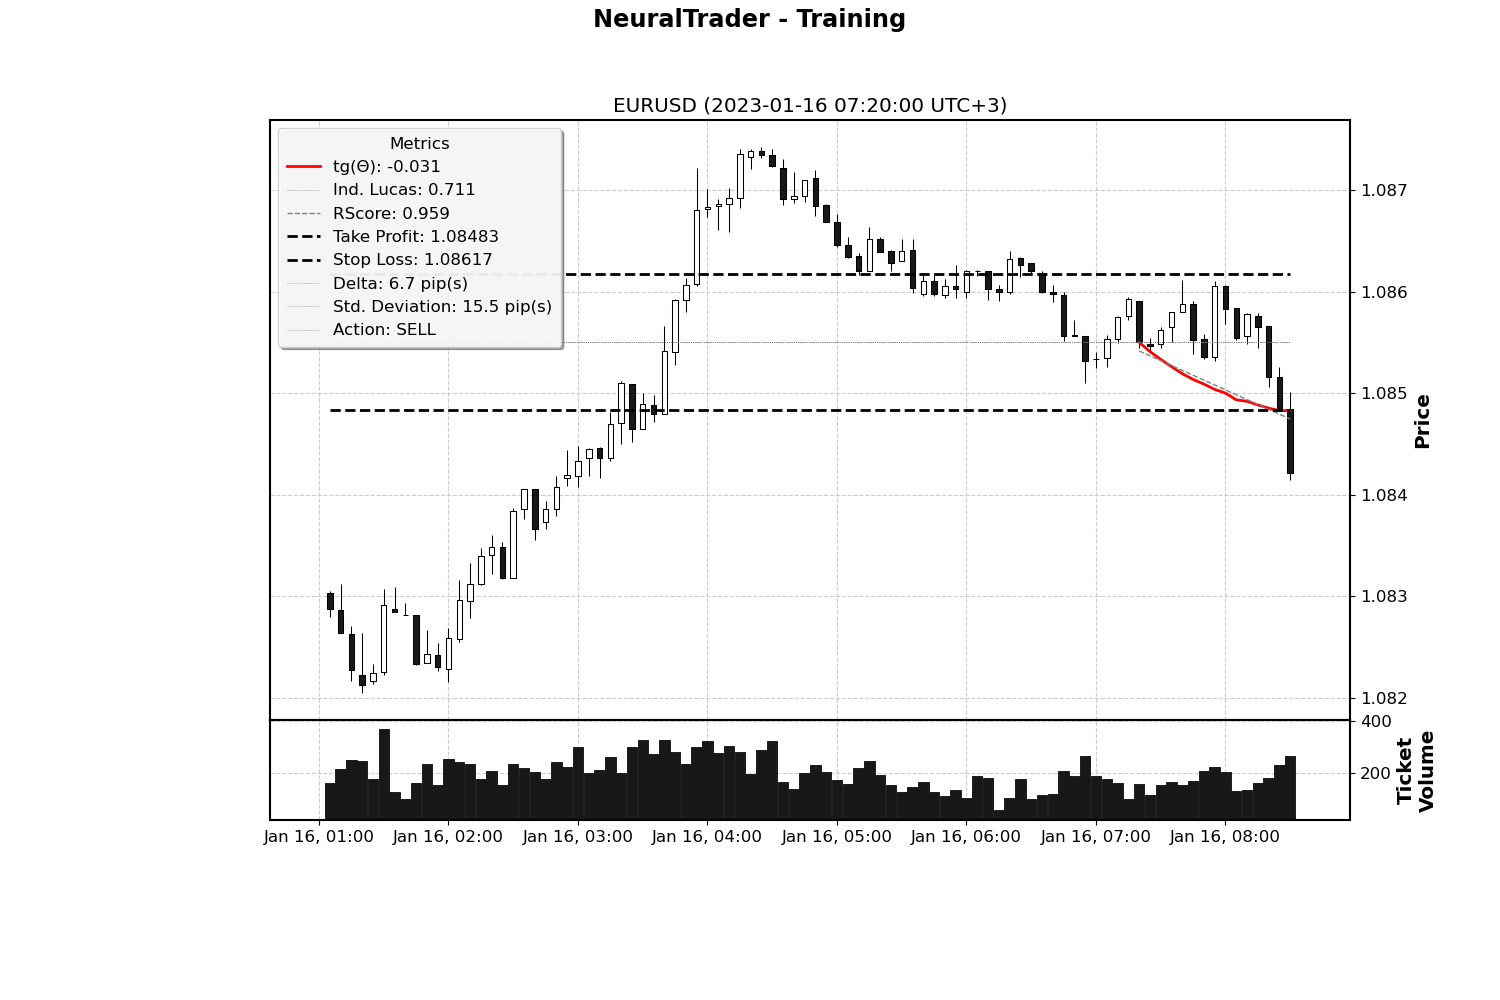 NeuralTrader - Training
EURUSD (2023-01-16 07:20:00 UTC+3)
Metrics
tg(Θ): -0.031
Ind. Lucas: 0.711
RScore: 0.959
Take Profit: 1.08483
Stop Loss: 1.08617
Delta: 6.7 pip(s)
Std. Deviation: 15.5 pip(s)
Action: SELL
1.087
1.086
1.085
1.084
1.083
1.082
Price
400
200
Ticket
Volume
Jan 16, 01:00
Jan 16, 02:00
Jan 16, 03:00
Jan 16, 04:00
Jan 16, 05:00
Jan 16, 06:00
Jan 16, 07:00
Jan 16, 08:00